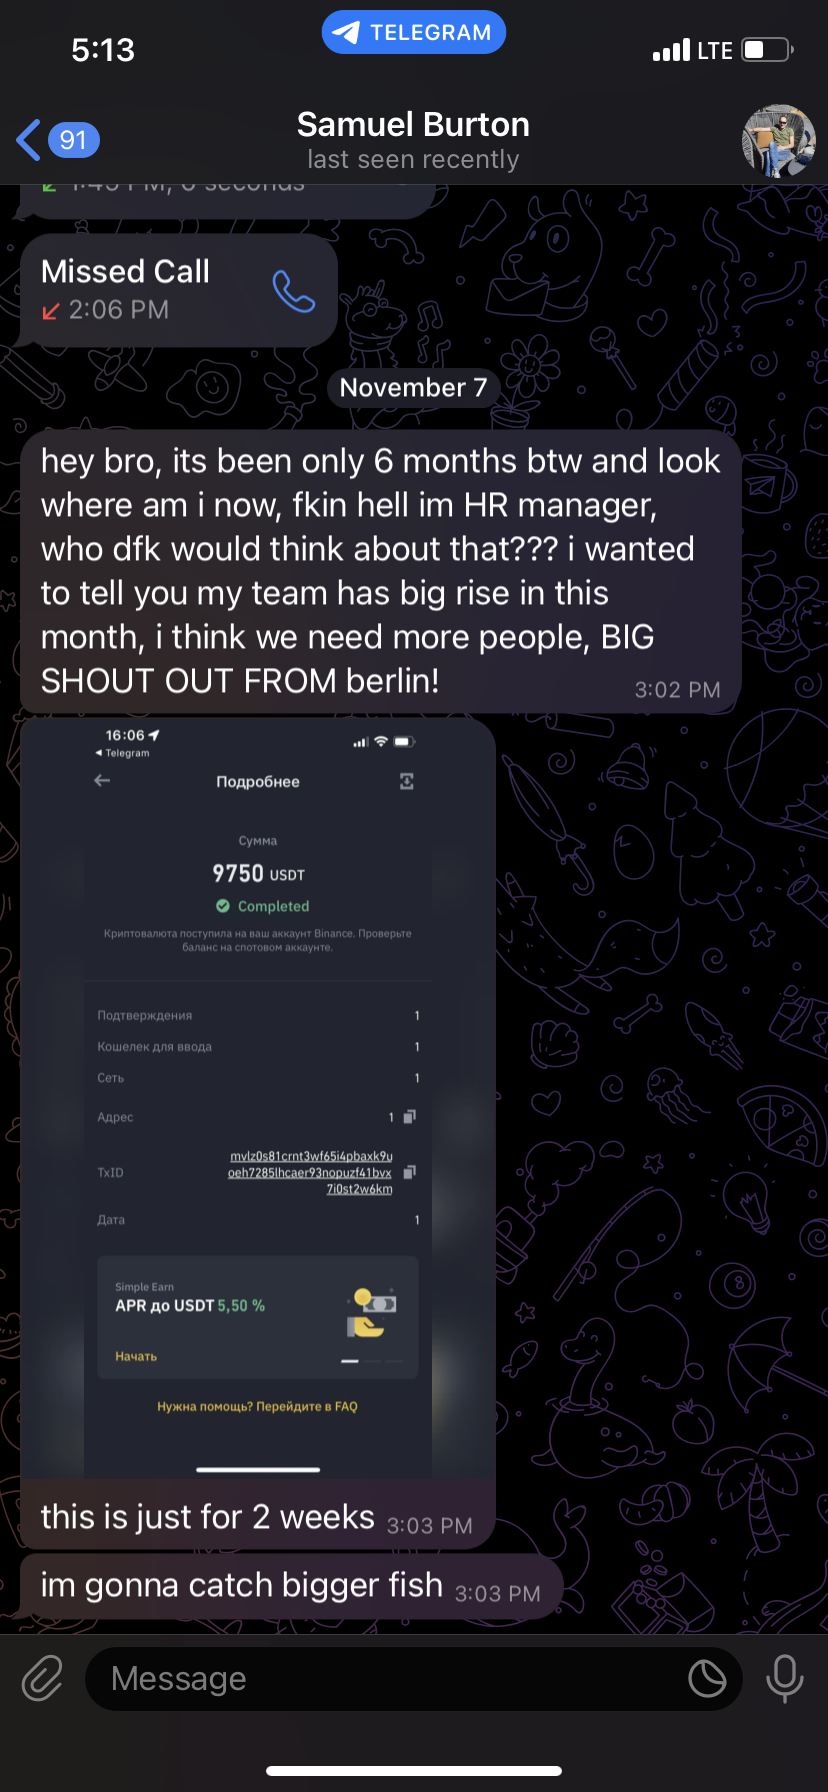 5:13
TELEGRAM
LTE
91
Samuel Burton
last seen recently
Missed Call
2:06 PM
November 7
hey bro, its been only 6 months btw and look
where am i now, fkin hell im HR manager,
who dfk would think about that??? i wanted
to tell you my team has big rise in this
month, i think we need more people, BIG
SHOUT OUT FROM berlin!
3:02 PM
16:06
Telegram
Подробнее
Сумма
9750 USDT
Completed
Криптовалюта поступила на ваш аккаунт Binance. Проверьте
баланс на спотовом аккаунте.
Подтверждения 1
Кошелек для ввода 1
Сеть 1
Адрес 1
mvlz0s81crnt3wf65i4pbaxk9u
TxID oeh7285lhcaer93nopuzf41bvx
7i0st2w6km
Дата 1
Simple Earn
APR до USDT 5,50 %
Начать
Нужна помощь? Перейдите в FAQ
this is just for 2 weeks 3:03 PM
im gonna catch bigger fish 3:03 PM
Message